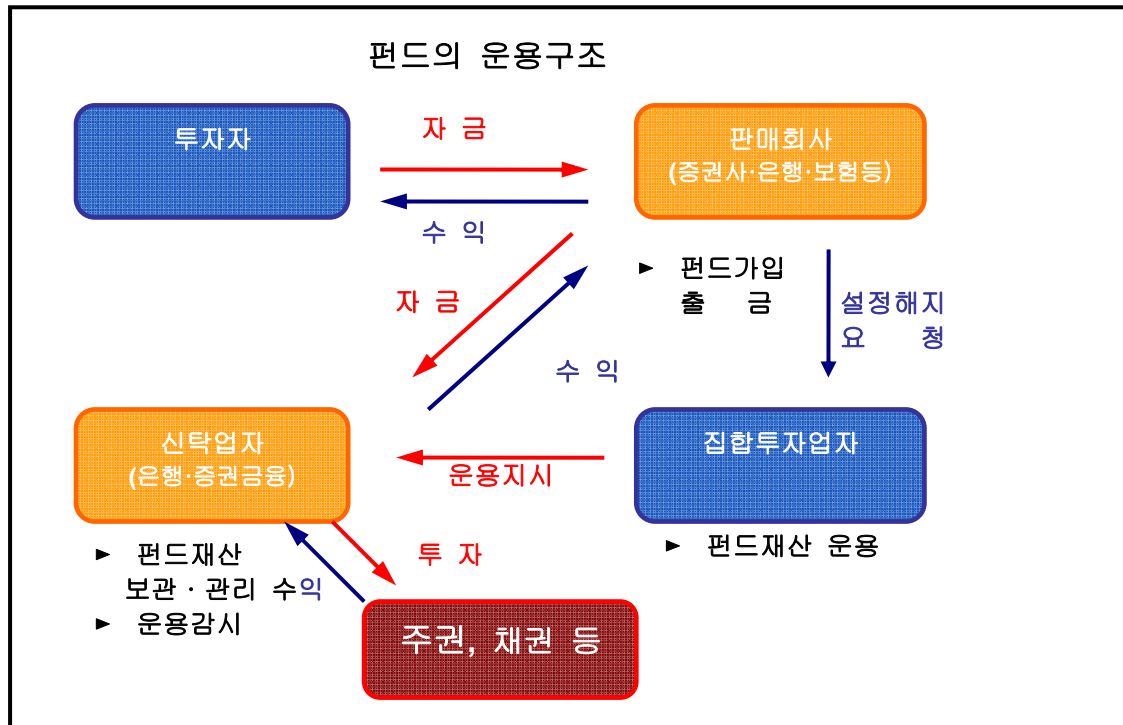 펀드의 운용구조
투자자
자 금
판매회사
(증권사·은행·보험등)
수 익
► 펀드가입
출 금
자 금
설정해지
요 청
수 익
신탁업자
(은행·증권금융)
집합투자업자
운용지시
► 펀드재산
보관 · 관리 수익
► 운용감시
투 자
► 펀드재산 운용
주권, 채권 등